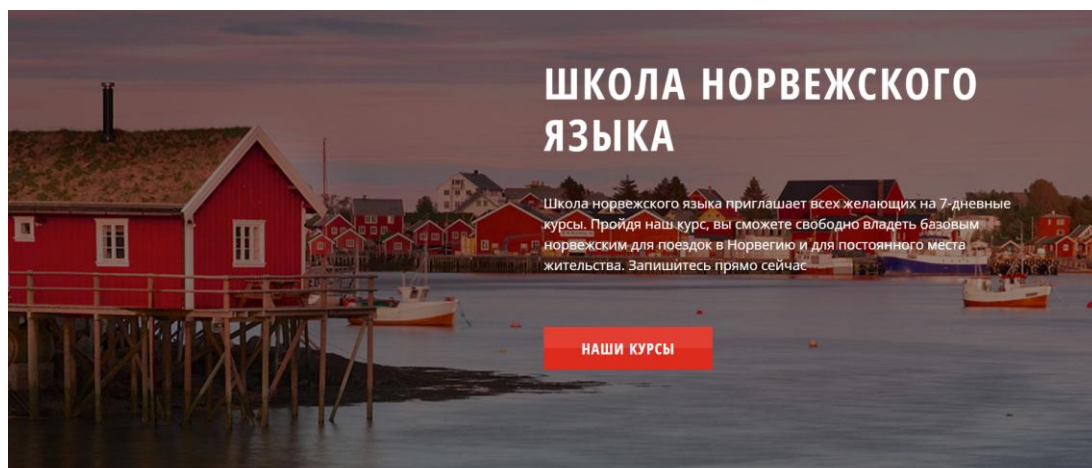 ШКОЛА НОРВЕЖСКОГО
ЯЗЫКА
Школа норвежского языка приглашает всех желающих на 7-дневные
курсы. Пройдя наш курс, вы сможете свободно владеть базовым
норвежским для поездок в Норвегию и для постоянного места
жительства. Запишитесь прямо сейчас
НАШИ КУРСЫ